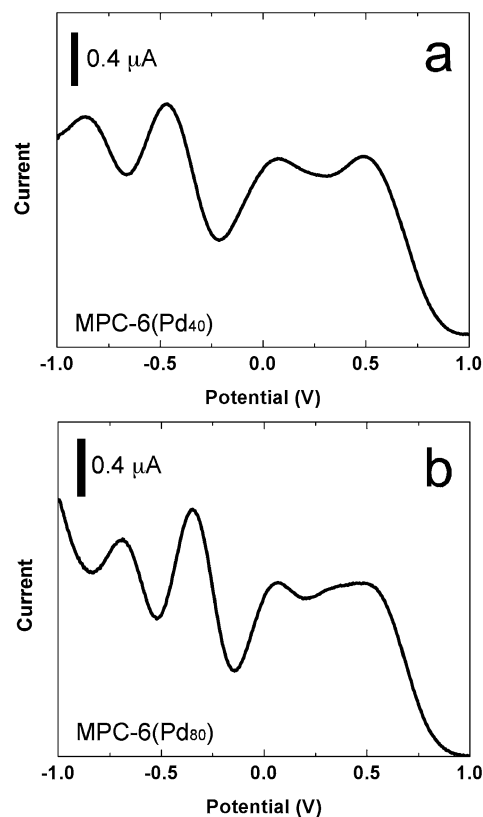 0.4 μA
a
Current
MPC-6(Pd40)
-1.0 -0.5 0.0 0.5 1.0
Potential (V)
0.4 μA
b
Current
MPC-6(Pd80)
-1.0 -0.5 0.0 0.5 1.0
Potential (V)